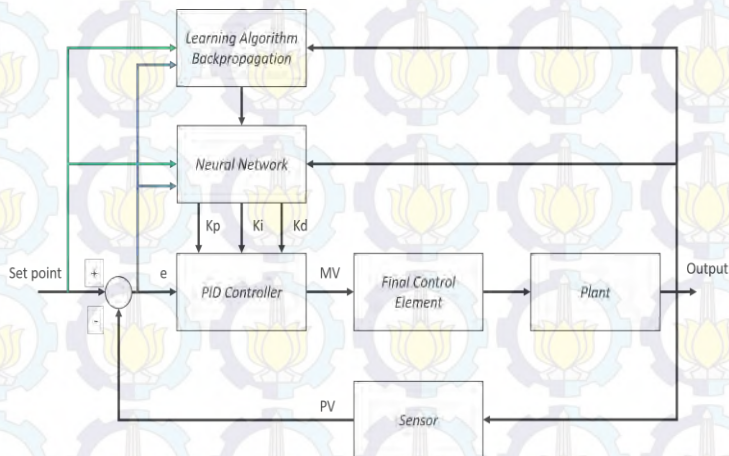 Learning Algorithm
Backpropagation
Neural Network
Kp
Ki
Kd
Set point
+
-
e
PID Controller
MV
Final Control
Element
Plant
Output
PV
Sensor